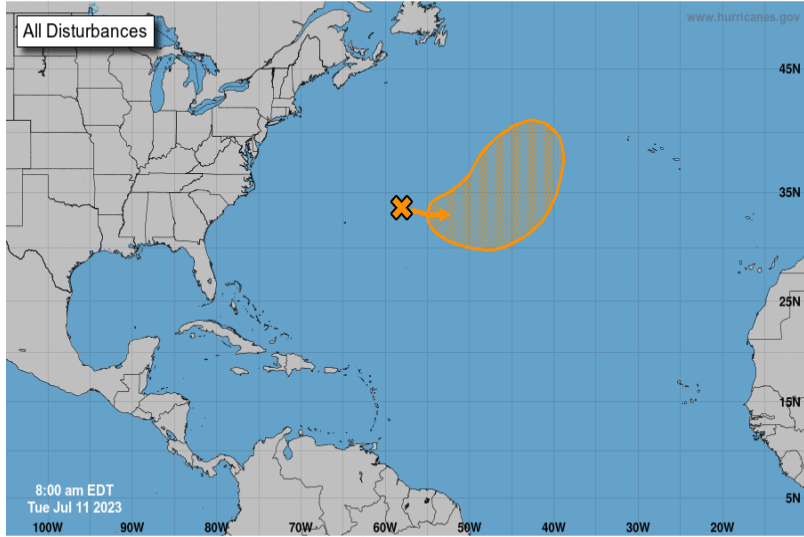 All Disturbances
www.hurricanes.gov
45N
35N
25N
15N
5N
8:00 am EDT
Tue Jul 11 2023
100W 90W 80W 70W 60W 50W 40W 30W 20W